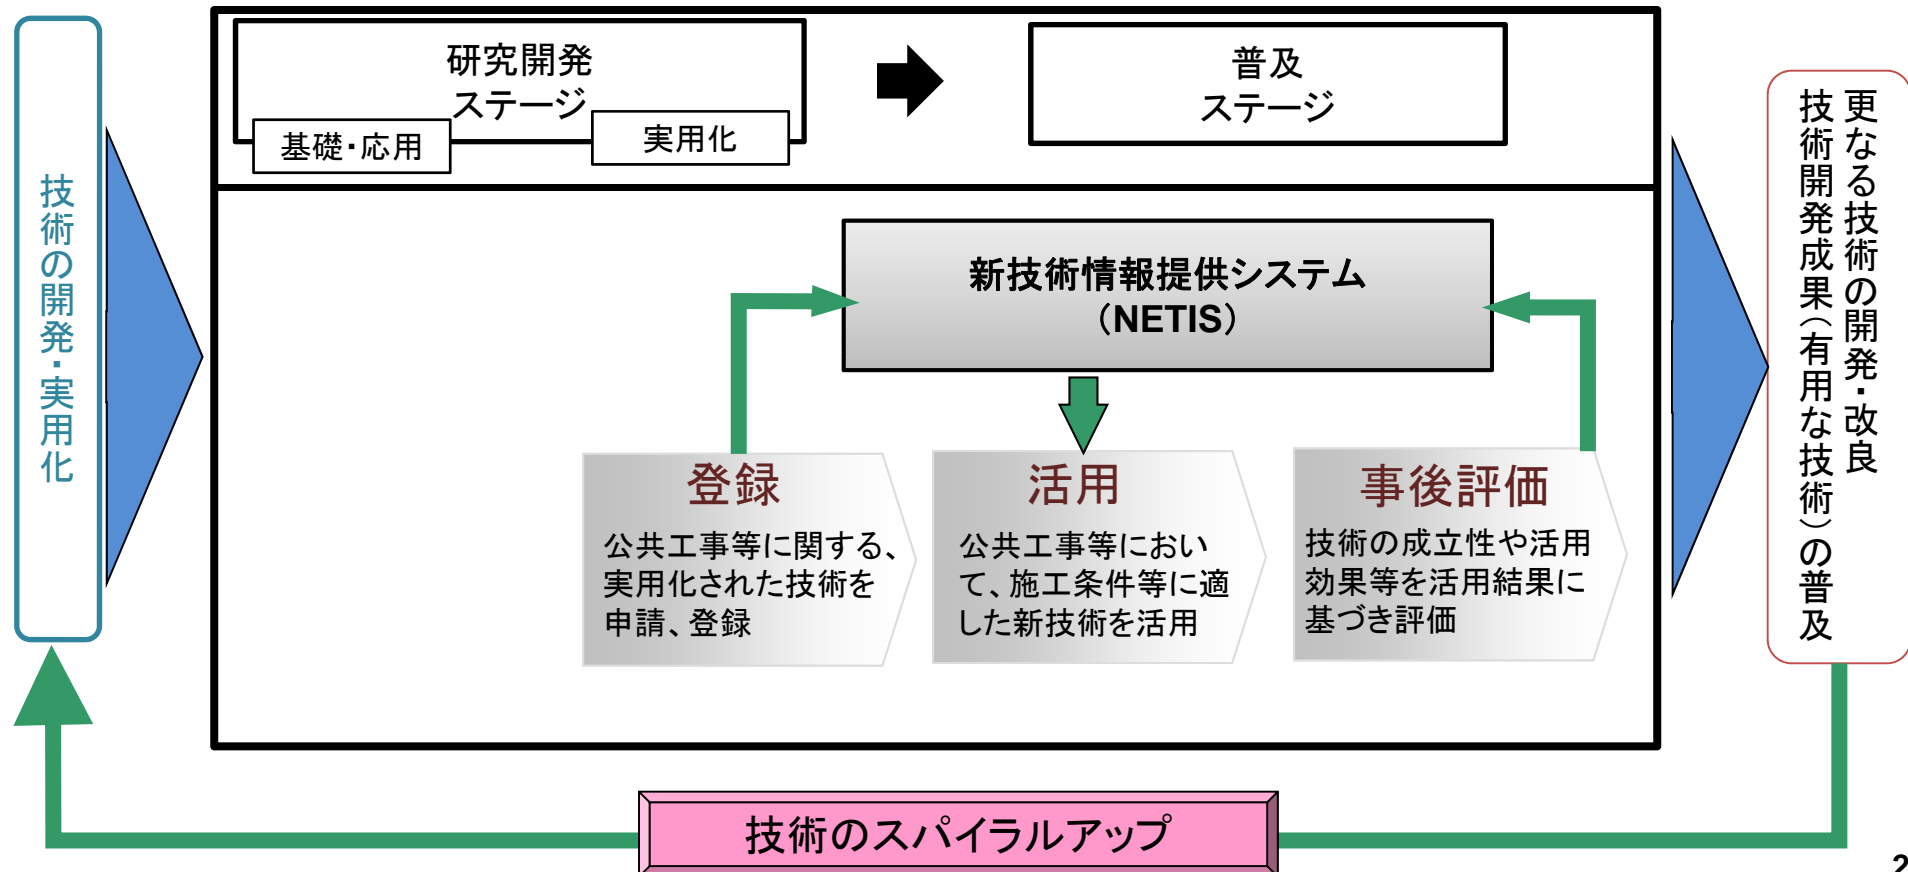 技術の開発・実用化
研究開発
ステージ
基礎・応用
実用化
普及
ステージ
新技術情報提供システム
（NETIS）
登録
公共工事等に関する、
実用化された技術を
申請、登録
活用
公共工事等におい
て、施工条件等に適
した新技術を活用
事後評価
技術の成立性や活用
効果等を活用結果に
基づき評価
更なる技術の開発・改良
技術開発成果（有用な技術）の普及
技術のスパイラルアップ
2